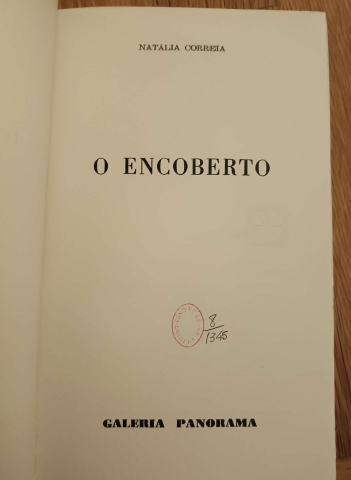 NATÁLIA CORREIA
O ENCOBERTO
8
1345
GALERIA PANORAMA